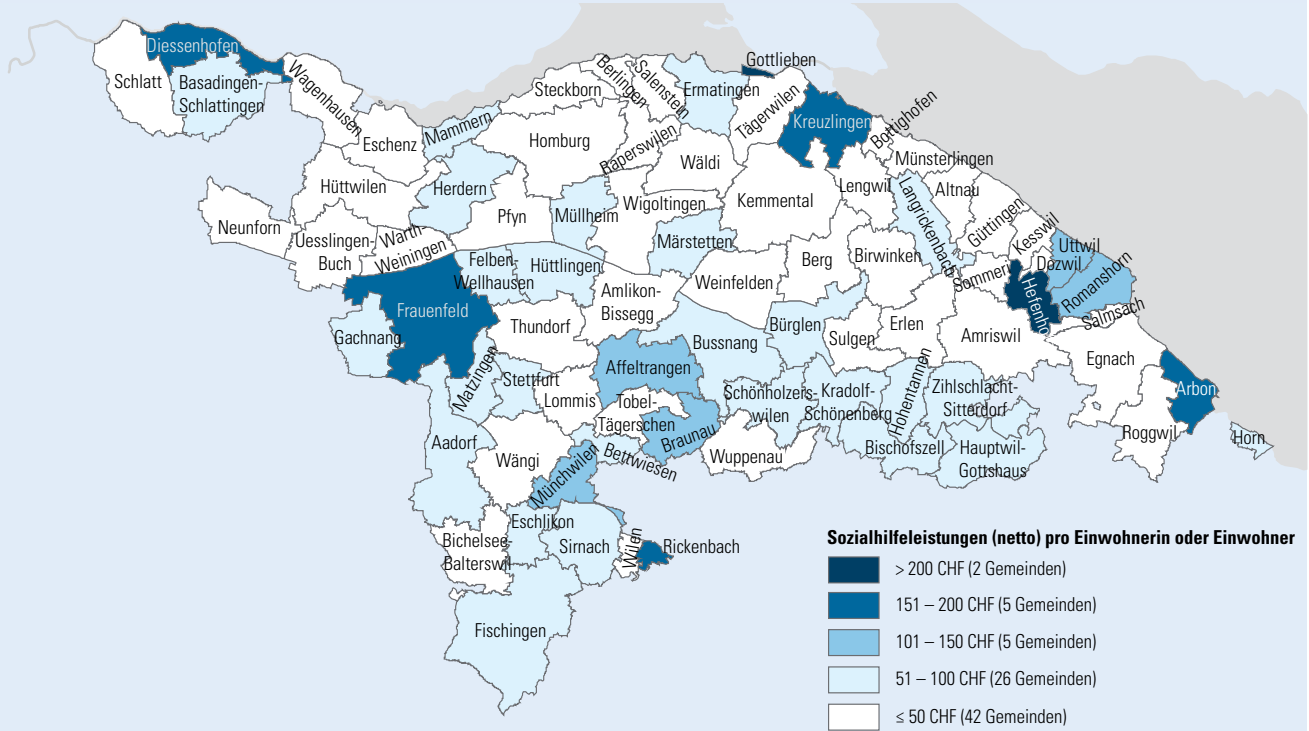 Diessenhofen
Schlatt
Basadingen-
Schlattingen
Wagenhausen
Eschenz
Mammern
Steckborn
Berlingen
Salenstein
Ermatingen
Gottlieben
Tägerwilen
Kreuzlingen
Bottighofen
Münsterlingen
Homburg
Raperswilen
Wäldi
Hüttwilen
Herdern
Lengwil
Langrickenbach
Altnau
Güttingen
Kesswil
Uttwil
Dozwil
Romanshorn
Neunforn
Uesslingen-
Buch
Warth-
Weiningen
Pfyn
Müllheim
Wigoltingen
Kemmental
Märstetten
Felben-
Wellhausen
Hüttlingen
Amlikon-
Bissegg
Weinfelden
Berg
Birwinken
Sommeri
Hefenho
Salmsach
Frauenfeld
Gachnang
Thundorf
Bussnang
Bürglen
Sulgen
Erlen
Amriswil
Egnach
Matzingen
Stettfurt
Lommis
Affeltrangen
Tobel-
Tägerschen
Braunau
Schönholzers-
wilen
Kradolf-
Schönenberg
Hohentannen
Zihlschlacht-
Sitterdorf
Arbon
Aadorf
Wängi
Münchwilen
Bettwiesen
Wuppenau
Bischofszell
Hauptwil-
Gottshaus
Roggwil
Horn
Bichelsee-
Balterswil
Eschlikon
Sirnach
Wilen
Rickenbach
Fischingen
Sozialhilfeleistungen (netto) pro Einwohnerin oder Einwohner
> 200 CHF (2 Gemeinden)
151 – 200 CHF (5 Gemeinden)
101 – 150 CHF (5 Gemeinden)
51 – 100 CHF (26 Gemeinden)
≤ 50 CHF (42 Gemeinden)